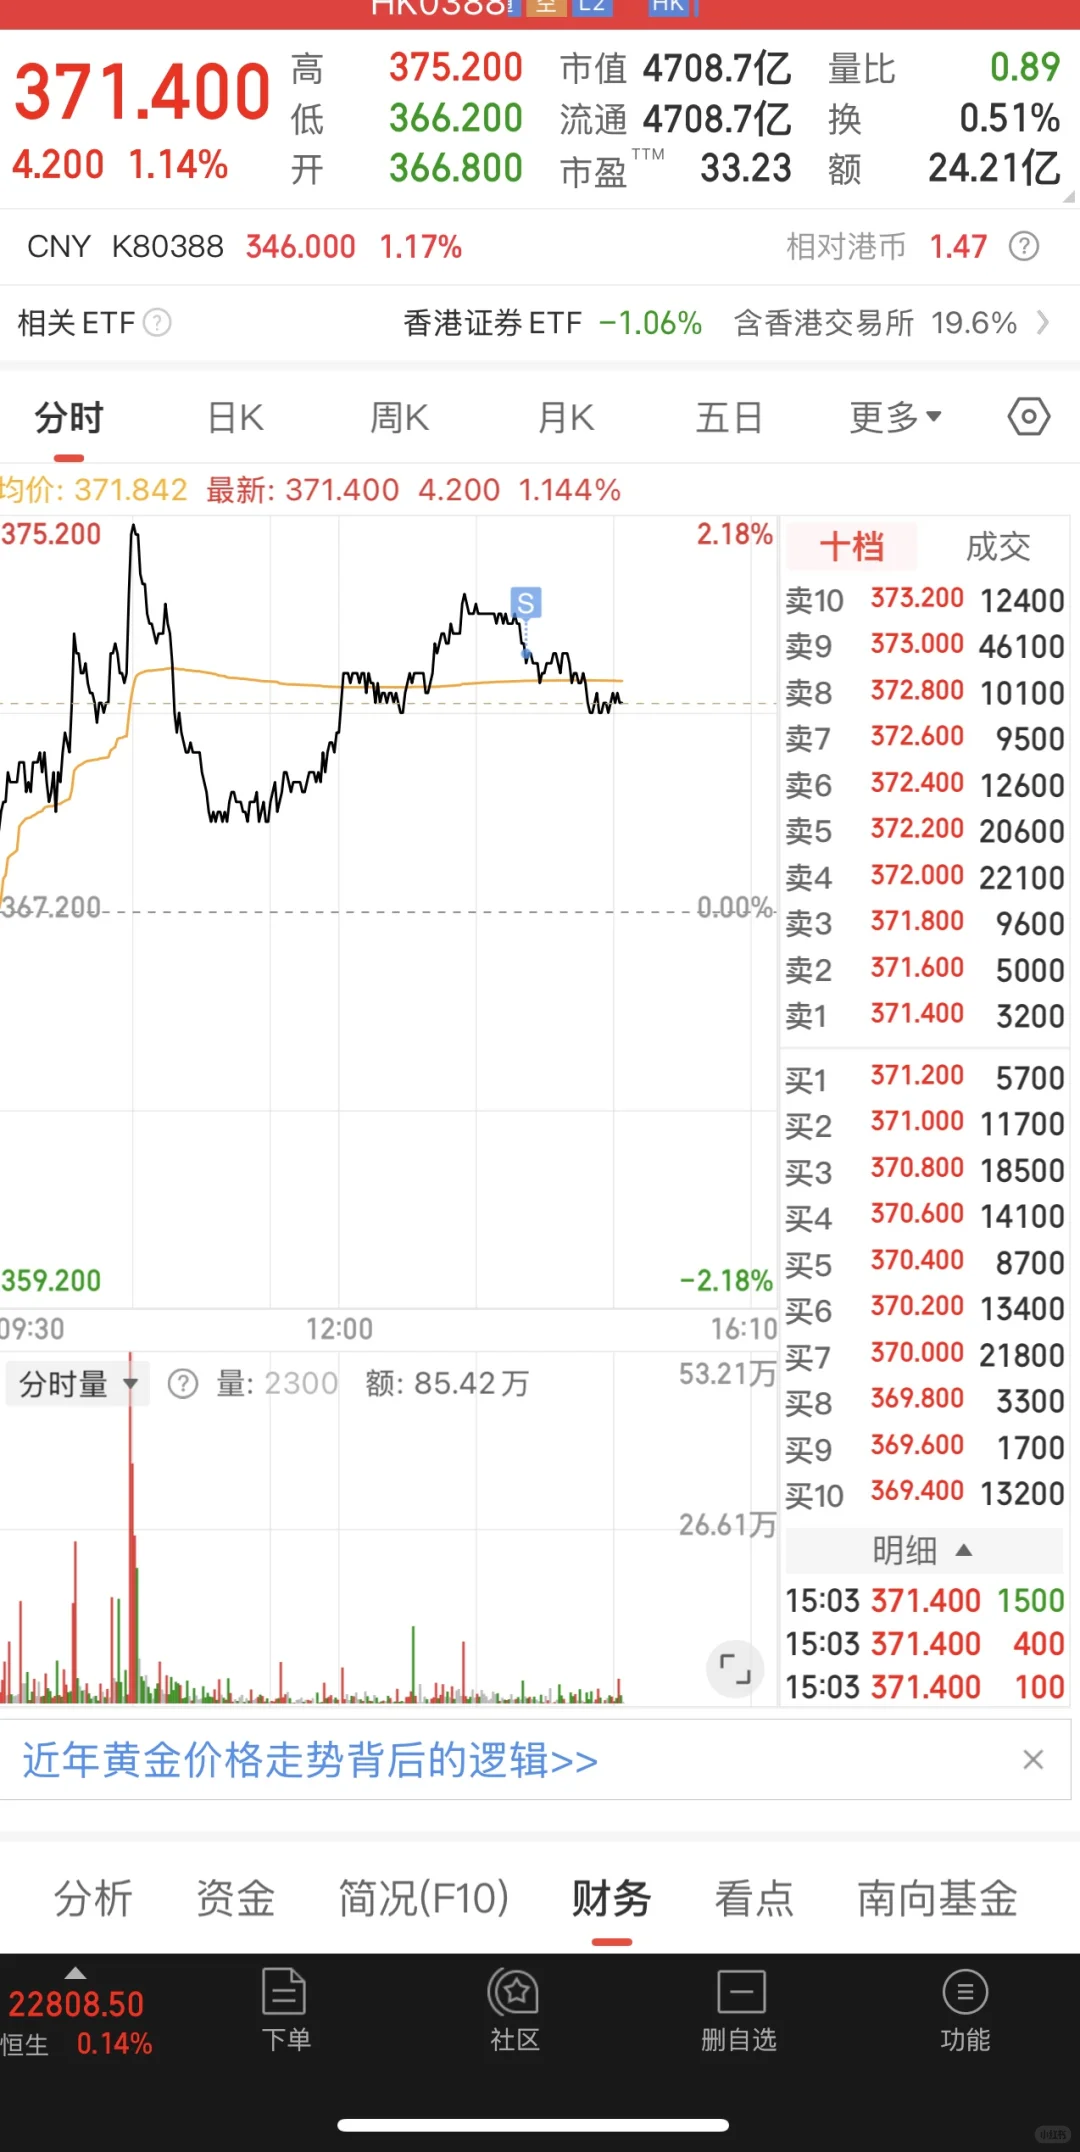 HK0388 空 L2 HK
371.400
4.200 1.14%
高 375.200 市值 4708.7亿 量比 0.89
低 366.200 流通 4708.7亿 换 0.51%
开 366.800 市盈TTM 33.23 额 24.21亿
CNY K80388 346.000 1.17% 相对港币 1.47 ?
相关ETF ? 香港证券ETF -1.06% 含香港交易所 19.6% >
分时 日K 周K 月K 五日 更多
均价: 371.842 最新: 371.400 4.200 1.144%
375.200 2.18%
S
367.200 0.00%
359.200 -2.18%
09:30 12:00 16:10
分时量 ? 量: 2300 额: 85.42万 53.21万
26.61万
十档 成交
卖10 373.200 12400
卖9 373.000 46100
卖8 372.800 10100
卖7 372.600 9500
卖6 372.400 12600
卖5 372.200 20600
卖4 372.000 22100
卖3 371.800 9600
卖2 371.600 5000
卖1 371.400 3200
买1 371.200 5700
买2 371.000 11700
买3 370.800 18500
买4 370.600 14100
买5 370.400 8700
买6 370.200 13400
买7 370.000 21800
买8 369.800 3300
买9 369.600 1700
买10 369.400 13200
明细
15:03 371.400 1500
15:03 371.400 400
15:03 371.400 100
近年黄金价格走势背后的逻辑>>
分析 资金 简况(F10) 财务 看点 南向基金
22808.50
恒生 0.14%
下单 社区 删自选 功能
小红书